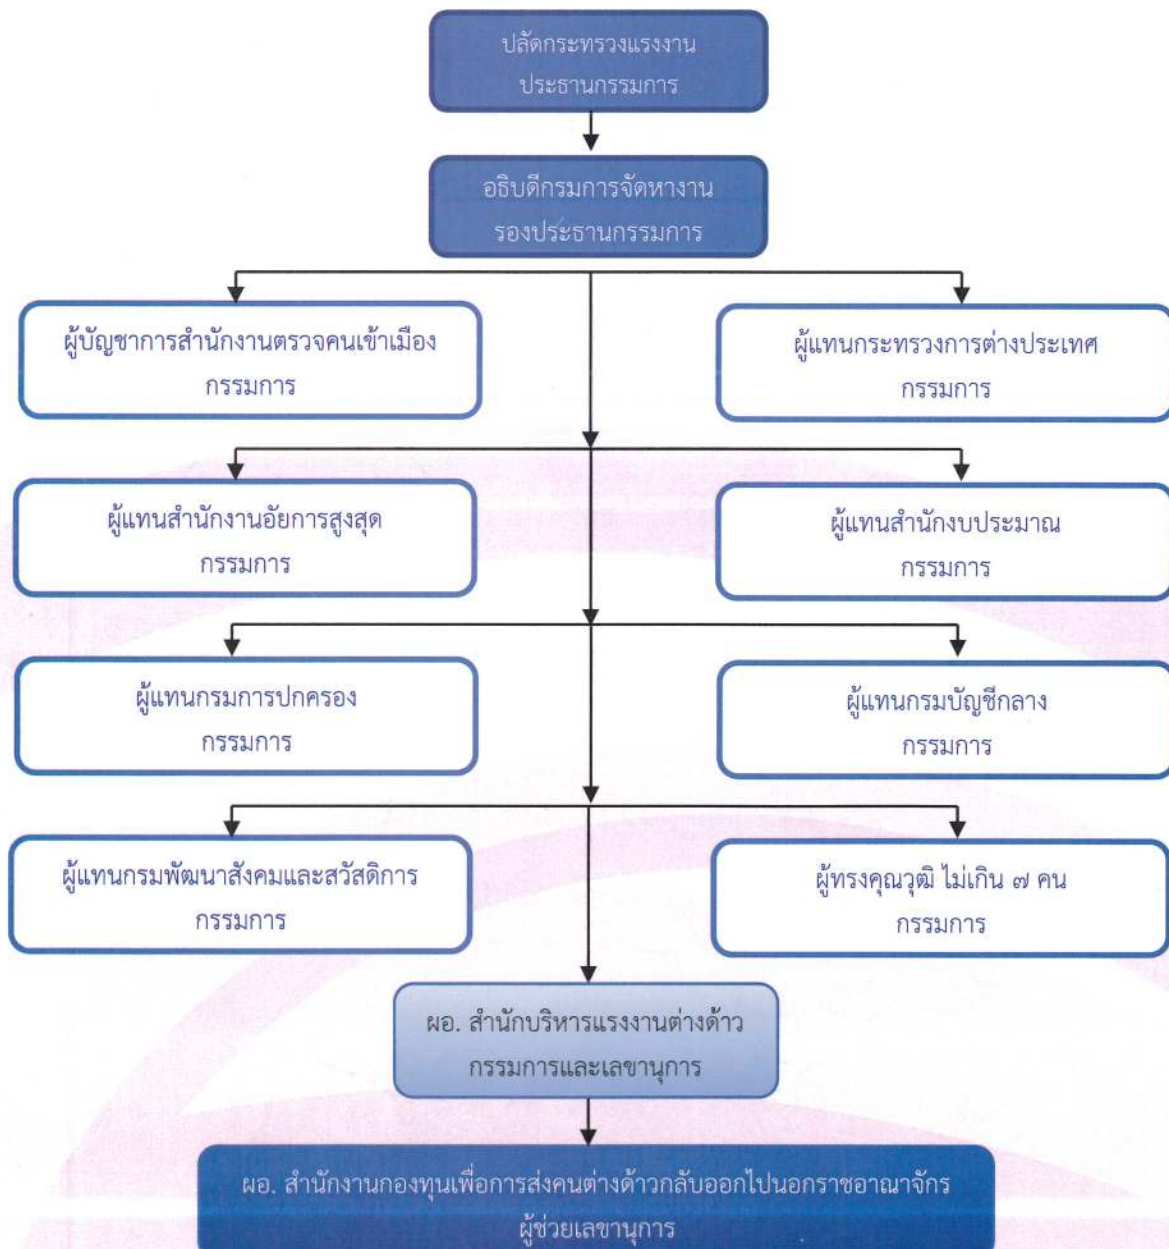 ปลัดกระทรวงแรงงาน
ประธานกรรมการ
อธิบดีกรมการจัดหางาน
รองประธานกรรมการ
ผู้บัญชาการสำนักงานตรวจคนเข้าเมือง
กรรมการ
ผู้แทนกระทรวงการต่างประเทศ
กรรมการ
ผู้แทนสำนักงานอัยการสูงสุด
กรรมการ
ผู้แทนสำนักงบประมาณ
กรรมการ
ผู้แทนกรมการปกครอง
กรรมการ
ผู้แทนกรมบัญชีกลาง
กรรมการ
ผู้แทนกรมพัฒนาสังคมและสวัสดิการ
กรรมการ
ผู้ทรงคุณวุฒิ ไม่เกิน ๗ คน
กรรมการ
ผอ. สำนักบริหารแรงงานต่างด้าว
กรรมการและเลขานุการ
ผอ. สำนักงานกองทุนเพื่อการส่งคนต่างด้าวกลับออกไปนอกราชอาณาจักร
ผู้ช่วยเลขานุการ